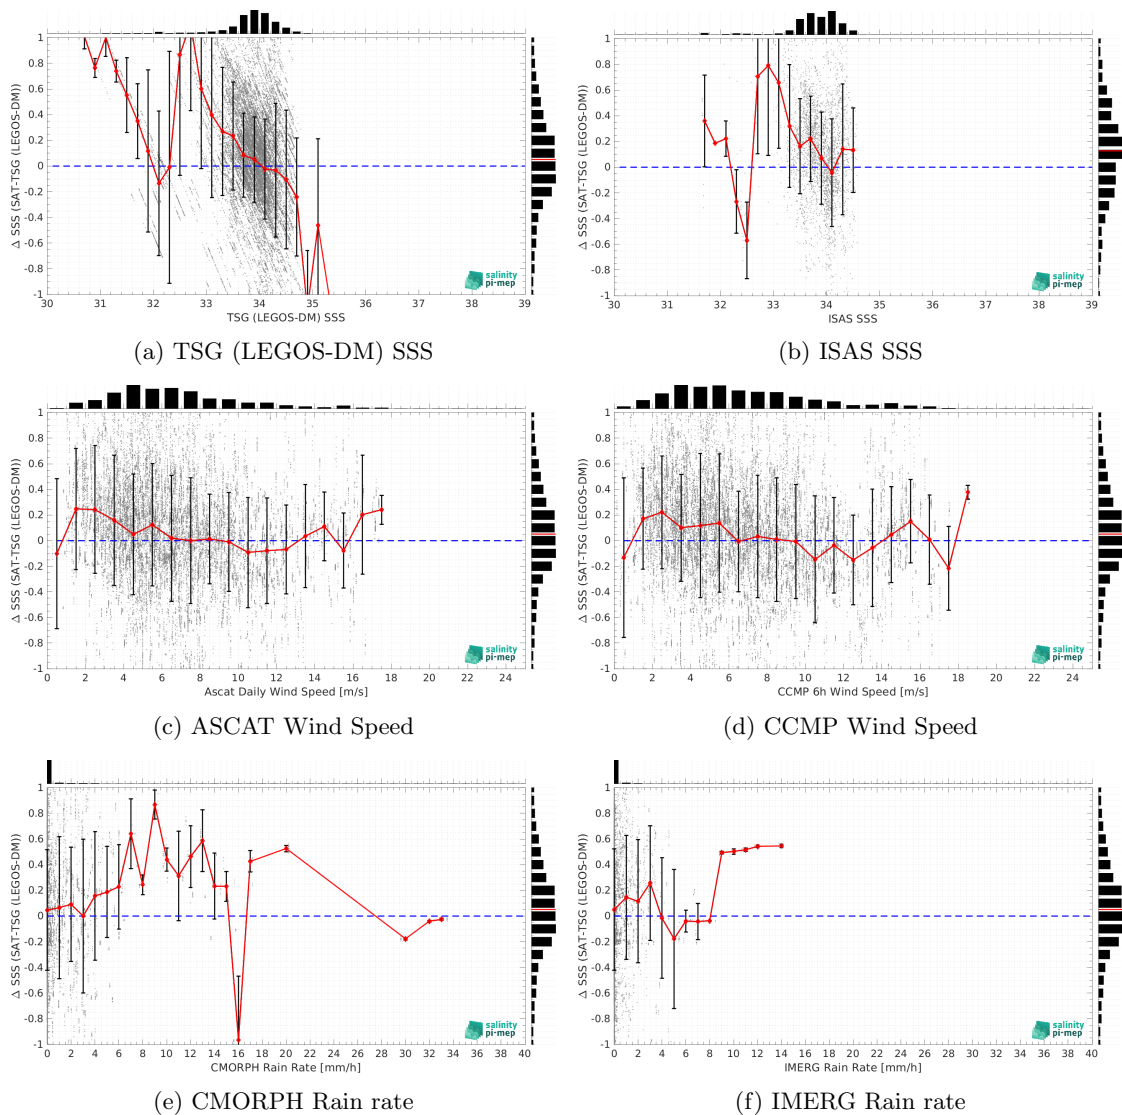 1
0.8
0.6
0.4
0.2
0
-0.2
-0.4
-0.6
-0.8
-1
Δ SSS (SAT-TSG (LEGOS-DM))
30 31 32 33 34 35 36 37 38 39
TSG (LEGOS-DM) SSS
salinity
pi-mep
(a) TSG (LEGOS-DM) SSS
1
0.8
0.6
0.4
0.2
0
-0.2
-0.4
-0.6
-0.8
-1
Δ SSS (SAT-TSG (LEGOS-DM))
30 31 32 33 34 35 36 37 38 39
ISAS SSS
salinity
pi-mep
(b) ISAS SSS
1
0.8
0.6
0.4
0.2
0
-0.2
-0.4
-0.6
-0.8
-1
Δ SSS (SAT-TSG (LEGOS-DM))
0 2 4 6 8 10 12 14 16 18 20 22 24
Ascat Daily Wind Speed [m/s]
salinity
pi-mep
(c) ASCAT Wind Speed
1
0.8
0.6
0.4
0.2
0
-0.2
-0.4
-0.6
-0.8
-1
Δ SSS (SAT-TSG (LEGOS-DM))
0 2 4 6 8 10 12 14 16 18 20 22 24
CCMP 6h Wind Speed [m/s]
salinity
pi-mep
(d) CCMP Wind Speed
1
0.8
0.6
0.4
0.2
0
-0.2
-0.4
-0.6
-0.8
-1
Δ SSS (SAT-TSG (LEGOS-DM))
0 2 4 6 8 10 12 14 16 18 20 22 24 26 28 30 32 34 36 38 40
CMORPH Rain Rate [mm/h]
salinity
pi-mep
(e) CMORPH Rain rate
1
0.8
0.6
0.4
0.2
0
-0.2
-0.4
-0.6
-0.8
-1
Δ SSS (SAT-TSG (LEGOS-DM))
0 2 4 6 8 10 12 14 16 18 20 22 24 26 28 30 32 34 36 38 40
IMERG Rain Rate [mm/h]
salinity
pi-mep
(f) IMERG Rain rate